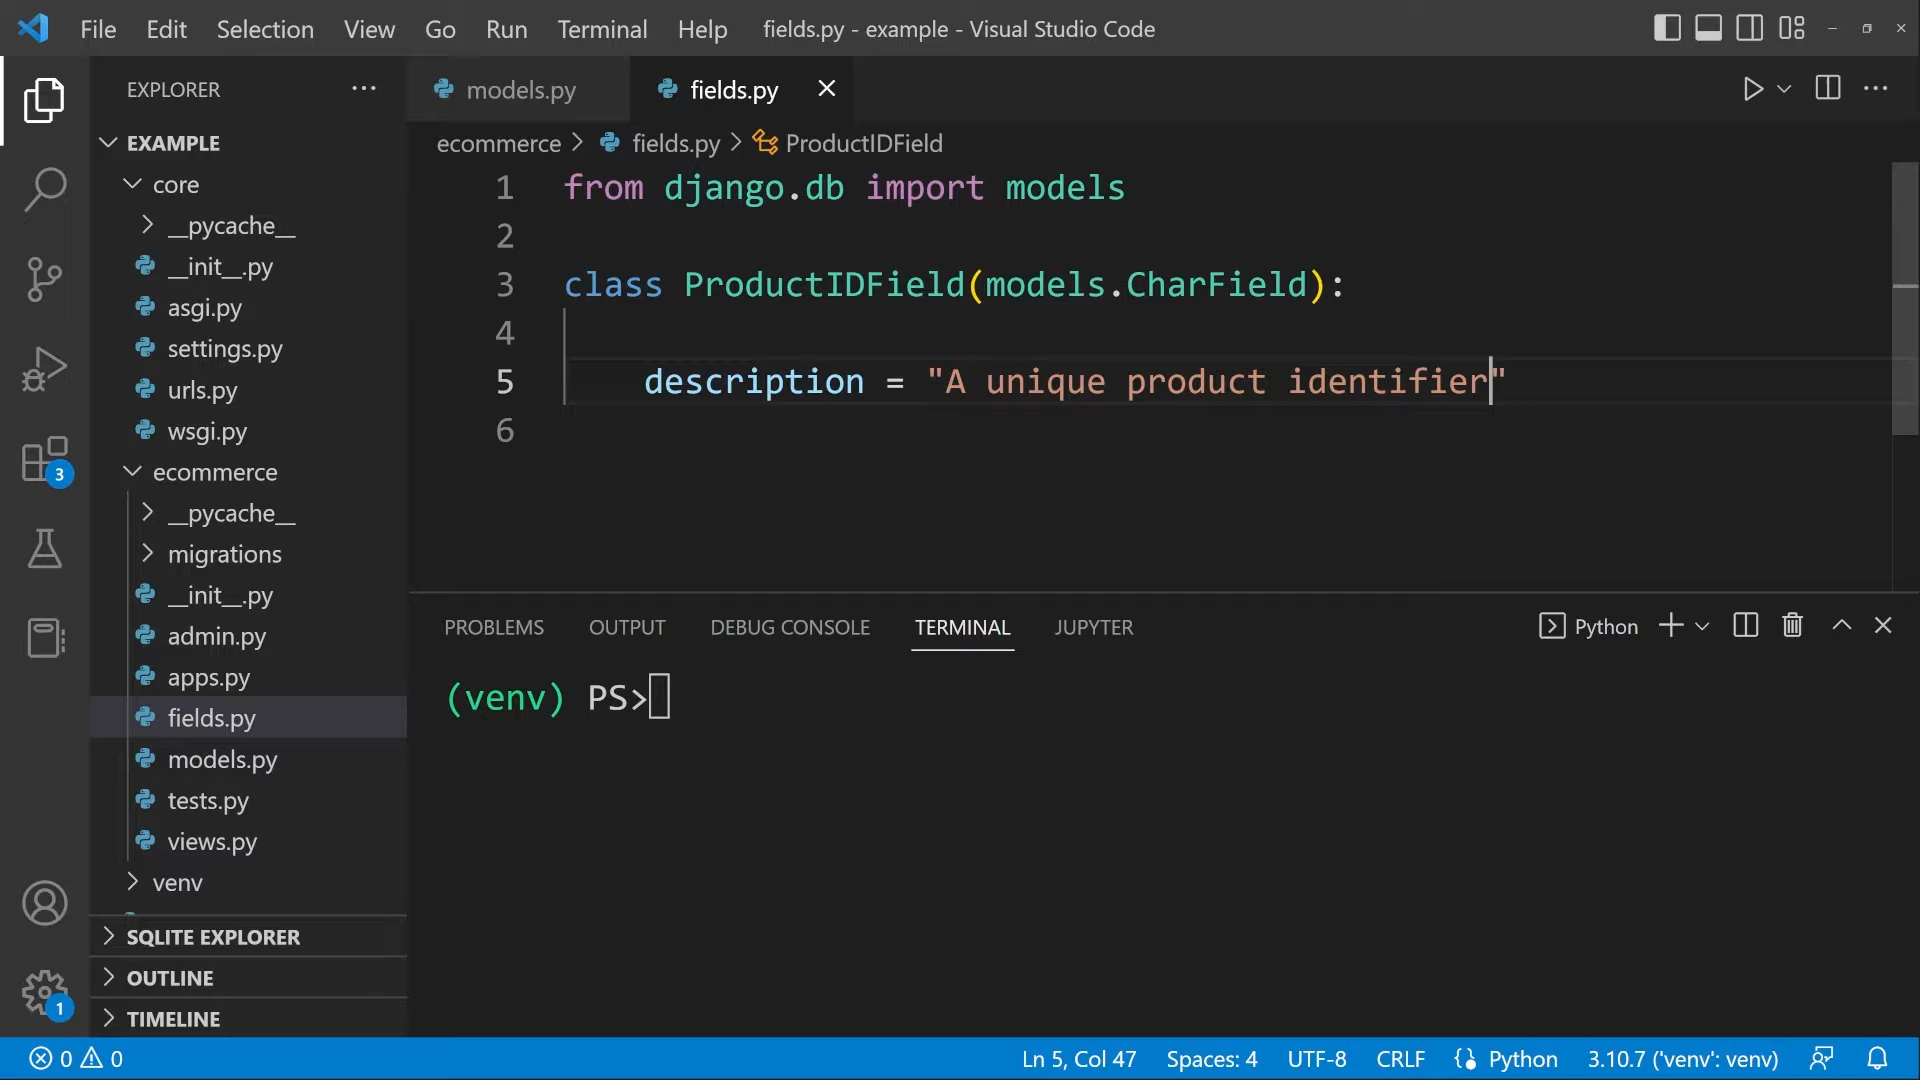 File Edit Selection View Go Run Terminal Help fields.py - example - Visual Studio Code
EXPLORER
EXAMPLE
core
__pycache__
__init__.py
asgi.py
settings.py
urls.py
wsgi.py
ecommerce
__pycache__
migrations
__init__.py
admin.py
apps.py
fields.py
models.py
tests.py
views.py
venv
SQLITE EXPLORER
OUTLINE
TIMELINE
3
1
models.py fields.py
ecommerce > fields.py > ProductIDField
1 from django.db import models
2
3 class ProductIDField(models.CharField):
4
5     description = "A unique product identifier"
6
PROBLEMS OUTPUT DEBUG CONSOLE TERMINAL JUPYTER Python
(venv) PS>
0 0 Ln 5, Col 47 Spaces: 4 UTF-8 CRLF Python 3.10.7 ('venv': venv)